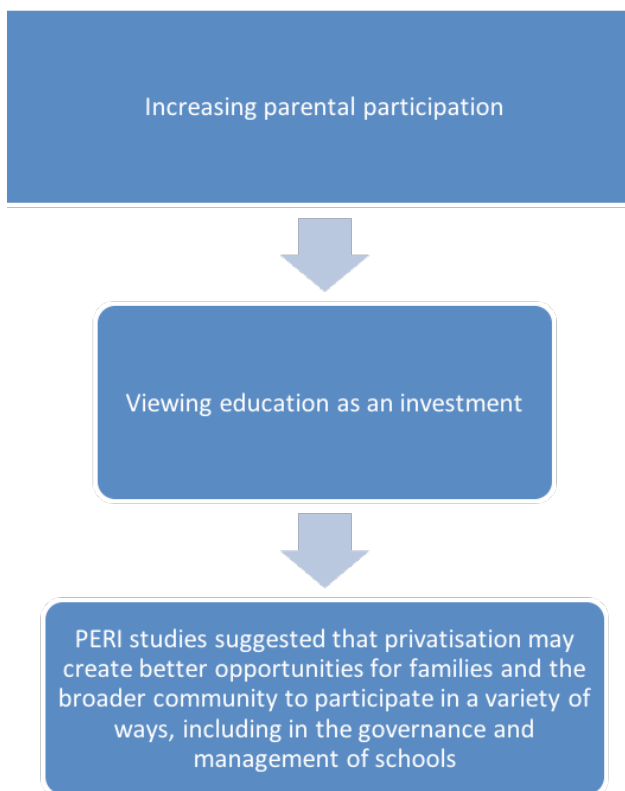 Increasing parental participation
Viewing education as an investment
PERI studies suggested that privatisation may
create better opportunities for families and the
broader community to participate in a variety of
ways, including in the governance and
management of schools